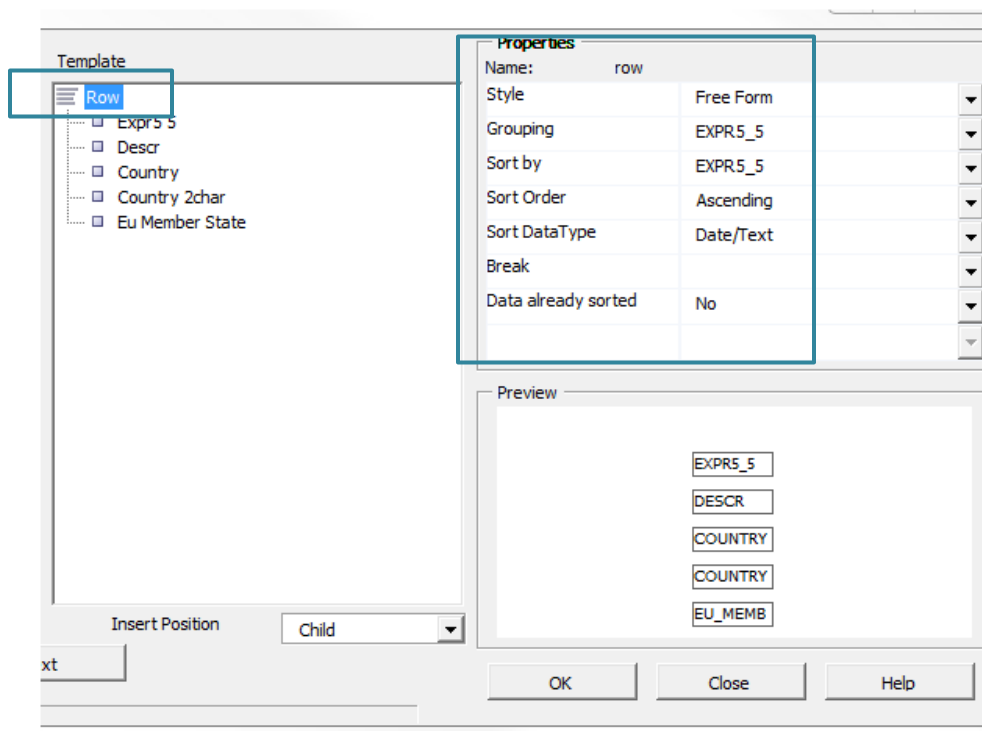 Template
Row
Expr5 5
Descr
Country
Country 2char
Eu Member State
Insert Position
Child
xt
Properties
Name: row
Style Free Form
Grouping EXPR5_5
Sort by EXPR5_5
Sort Order Ascending
Sort DataType Date/Text
Break
Data already sorted No
Preview
EXPR5_5
DESCR
COUNTRY
COUNTRY
EU_MEMB
OK Close Help